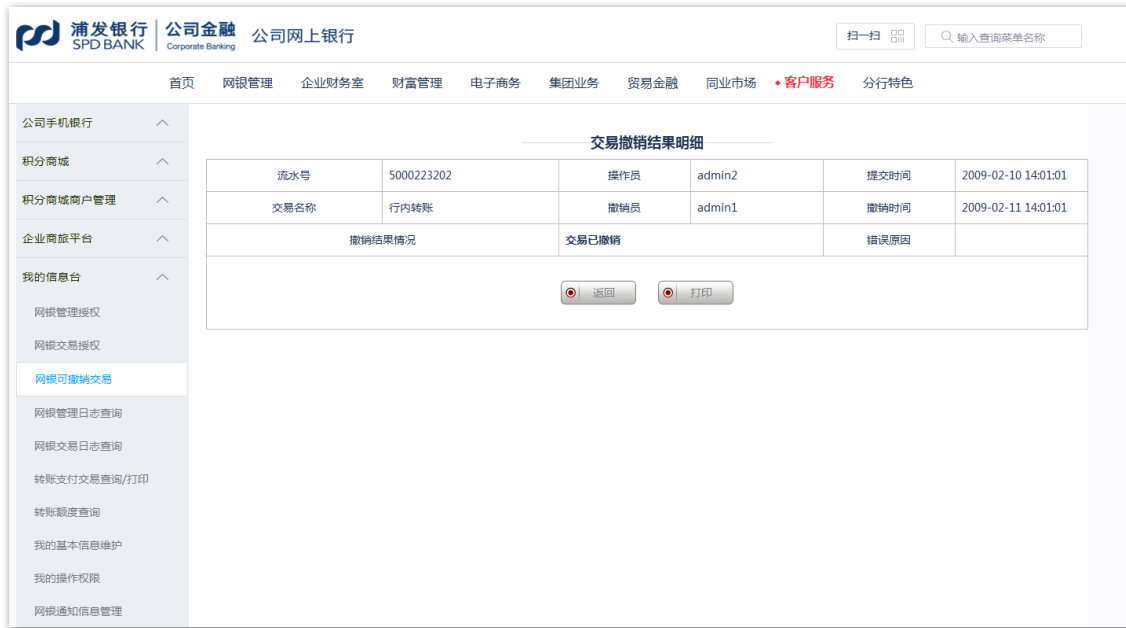 浦发银行 公司金融 公司网上银行 扫一扫 输入查询菜单名称
SPD BANK Corporate Banking
首页 网银管理 企业财务室 财富管理 电子商务 集团业务 贸易金融 同业市场 客户服务 分行特色
公司手机银行
积分商城
积分商城商户管理
企业商旅平台
我的信息台
网银管理授权
网银交易授权
网银可撤销交易
网银管理日志查询
网银交易日志查询
转账支付交易查询/打印
转账额度查询
我的基本信息维护
我的操作权限
网银通知信息管理
交易撤销结果明细
流水号 5000223202 操作员 admin2 提交时间 2009-02-10 14:01:01
交易名称 行内转账 撤销员 admin1 撤销时间 2009-02-11 14:01:01
撤销结果情况 交易已撤销 错误原因
返回 打印